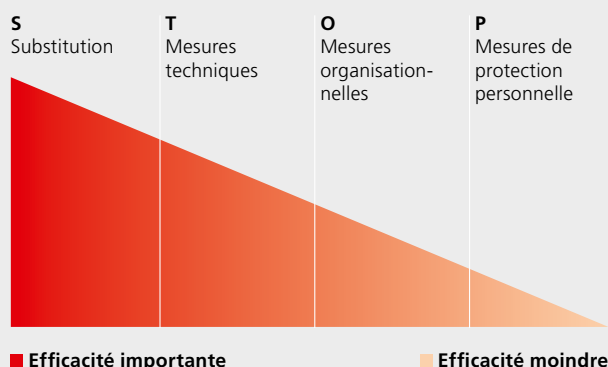 S
Substitution
T
Mesures
techniques
O
Mesures
organisation-
nelles
P
Mesures de
protection
personnelle
Efficacité importante
Efficacité moindre